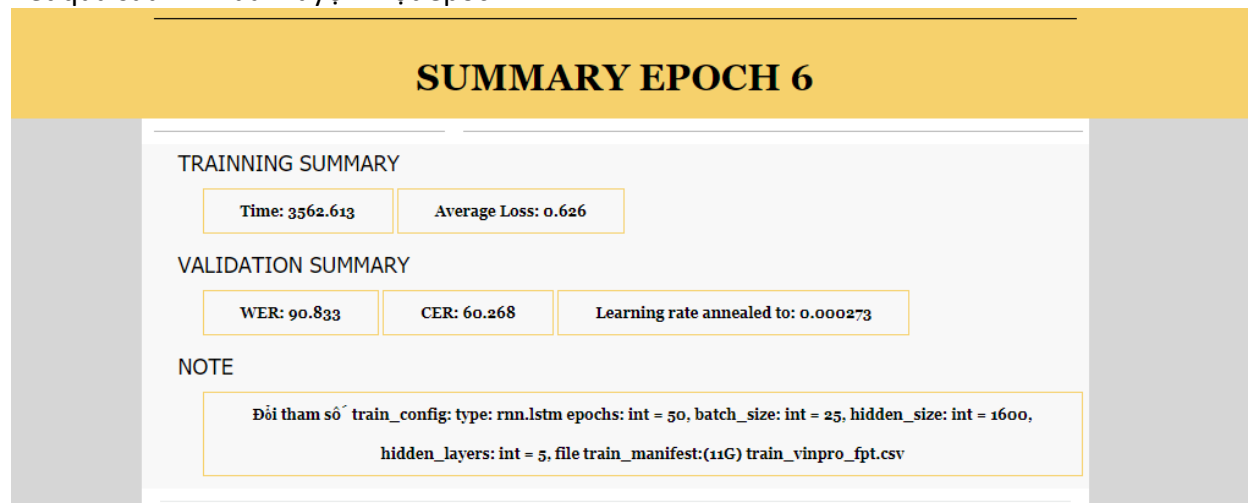 SUMMARY EPOCH 6
TRAINNING SUMMARY
Time: 3562.613 Average Loss: 0.626
VALIDATION SUMMARY
WER: 90.833 CER: 60.268 Learning rate annealed to: 0.000273
NOTE
Đổi tham số train_config: type: rnn.lstm epochs: int = 50, batch_size: int = 25, hidden_size: int = 1600,
hidden_layers: int = 5, file train_manifest:(11G) train_vinpro_fpt.csv